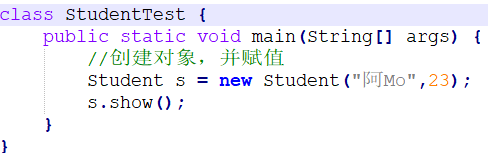 class StudentTest {
    public static void main(String[] args) {
        //创建对象，并赋值
        Student s = new Student("阿Mo",23);
        s.show();
    }
}